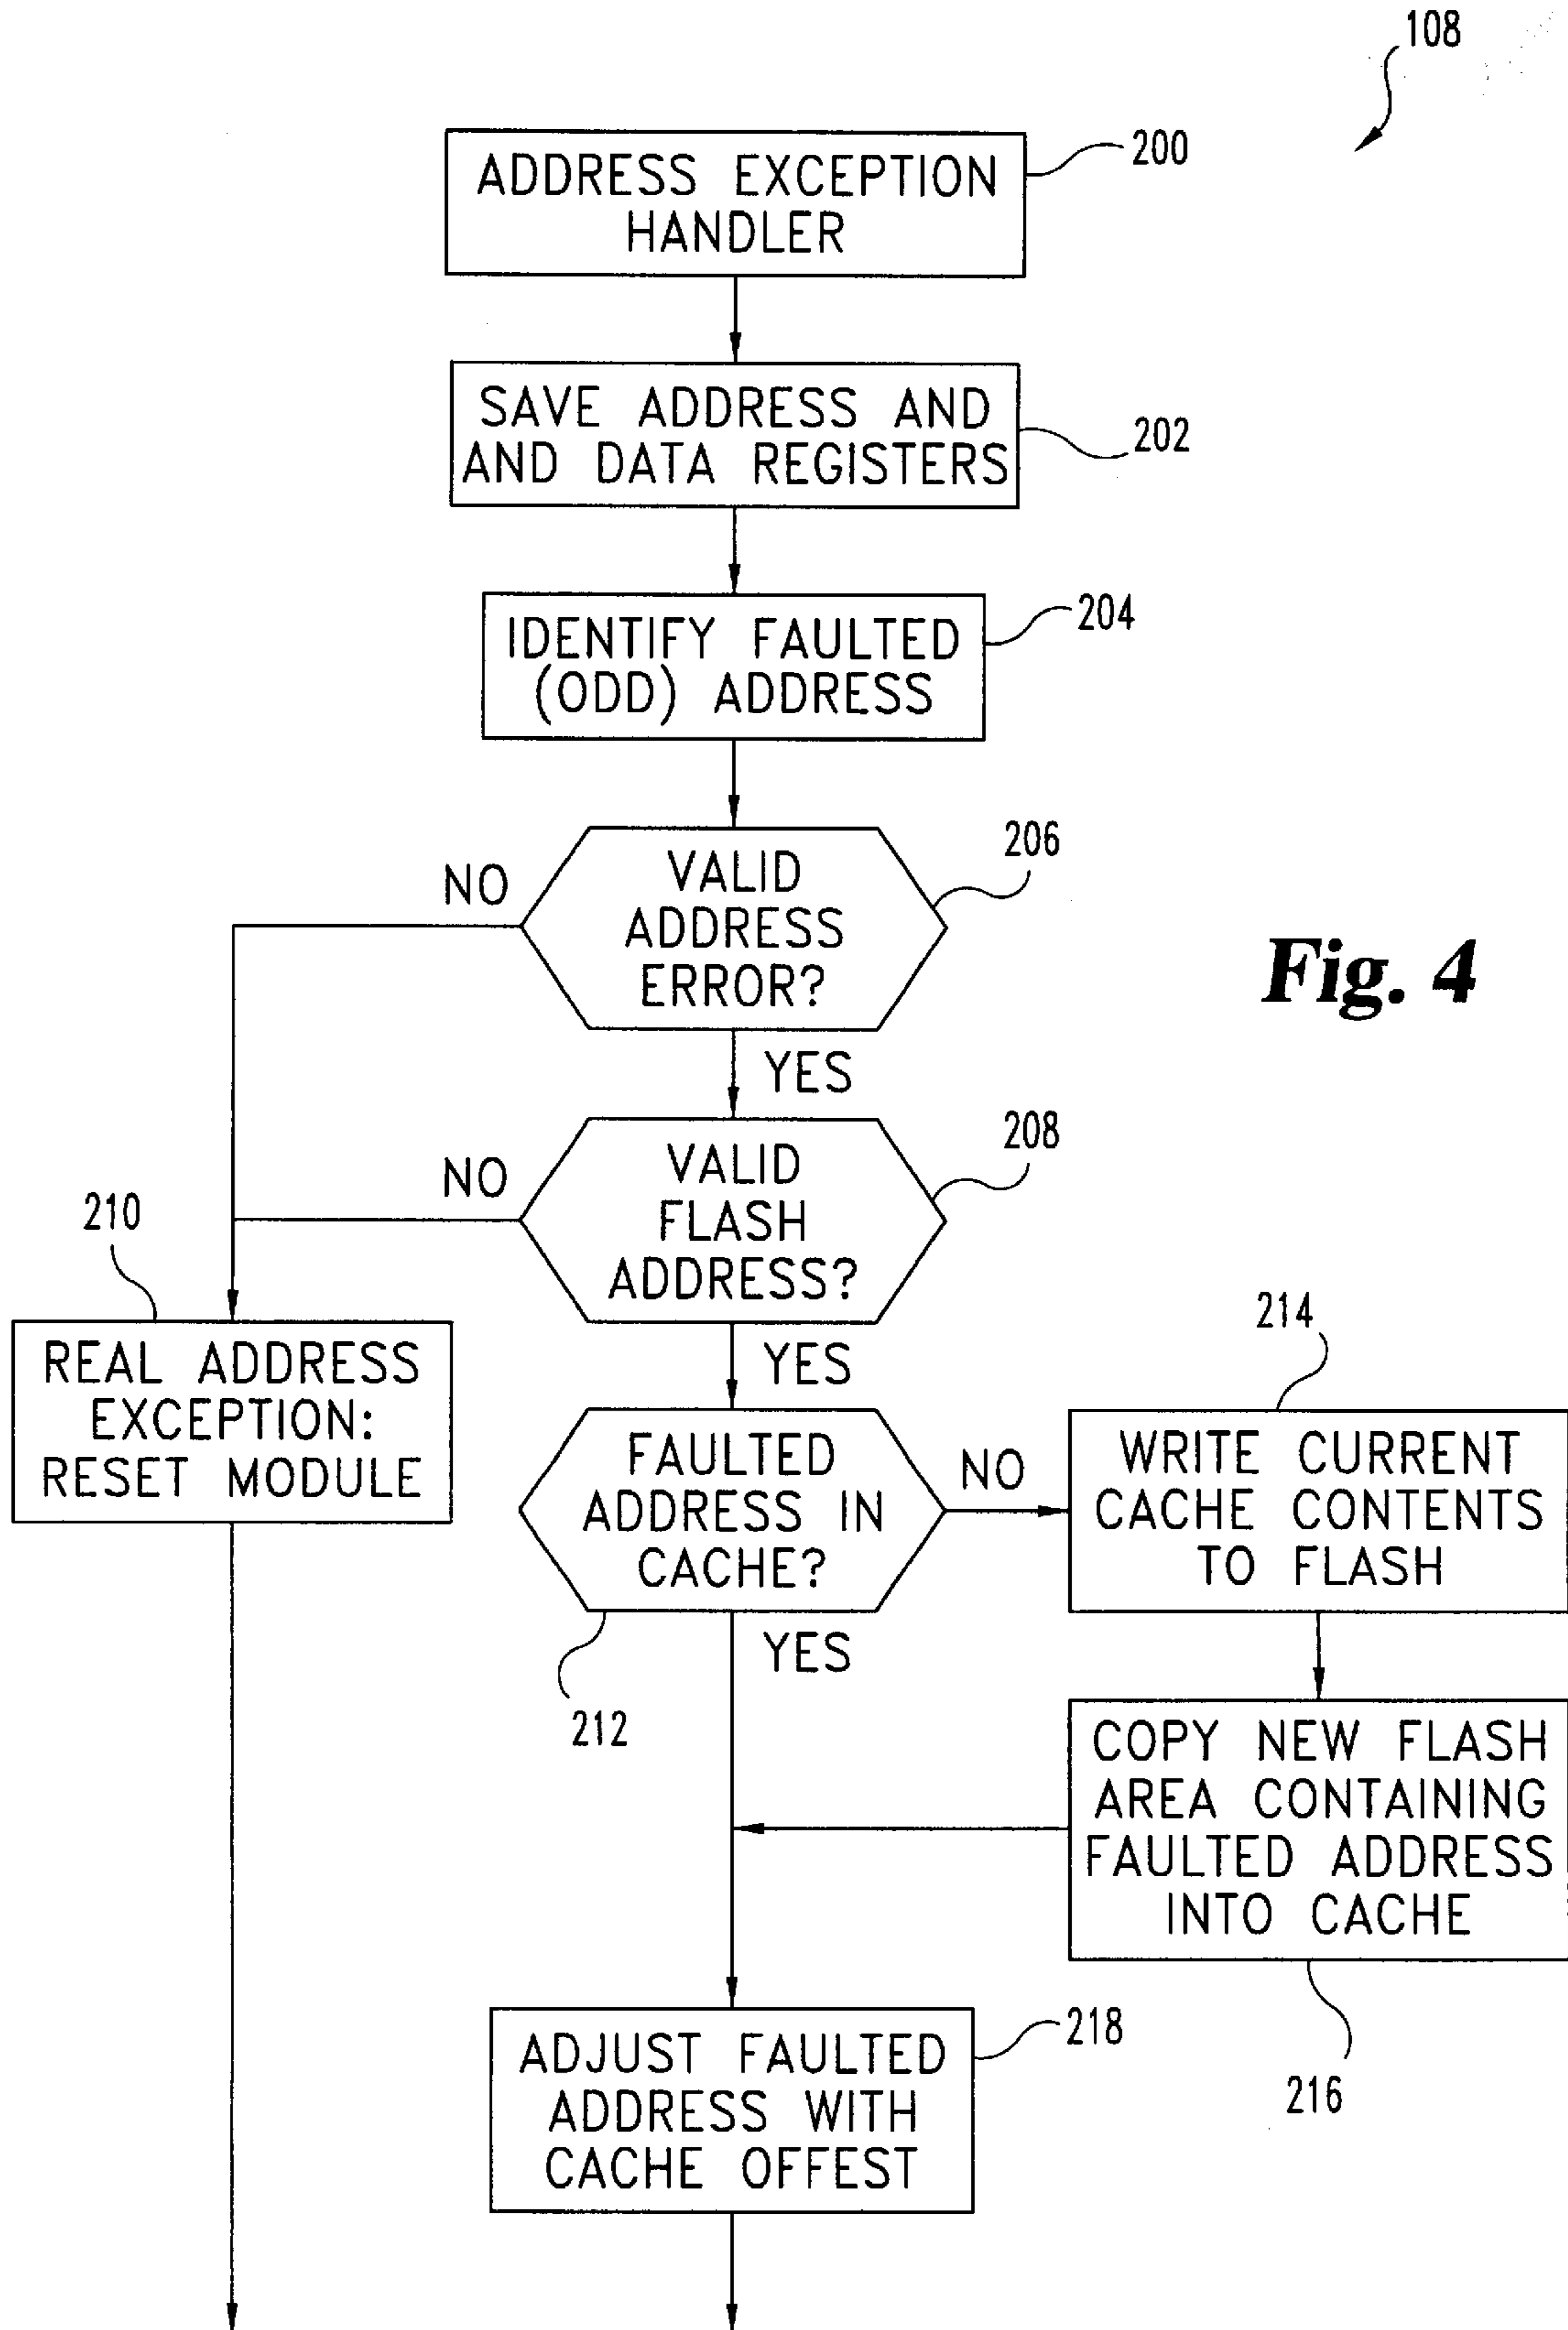 108
200
ADDRESS EXCEPTION
HANDLER
SAVE ADDRESS AND
AND DATA REGISTERS
202
204
IDENTIFY FAULTED
(ODD) ADDRESS
206
NO
VALID
ADDRESS
ERROR?
Fig. 4
YES
208
NO
VALID
FLASH
ADDRESS?
210
YES
REAL ADDRESS
EXCEPTION:
RESET MODULE
214
FAULTED
ADDRESS IN
CACHE?
NO
WRITE CURRENT
CACHE CONTENTS
TO FLASH
YES
212
COPY NEW FLASH
AREA CONTAINING
FAULTED ADDRESS
INTO CACHE
216
218
ADJUST FAULTED
ADDRESS WITH
CACHE OFFEST